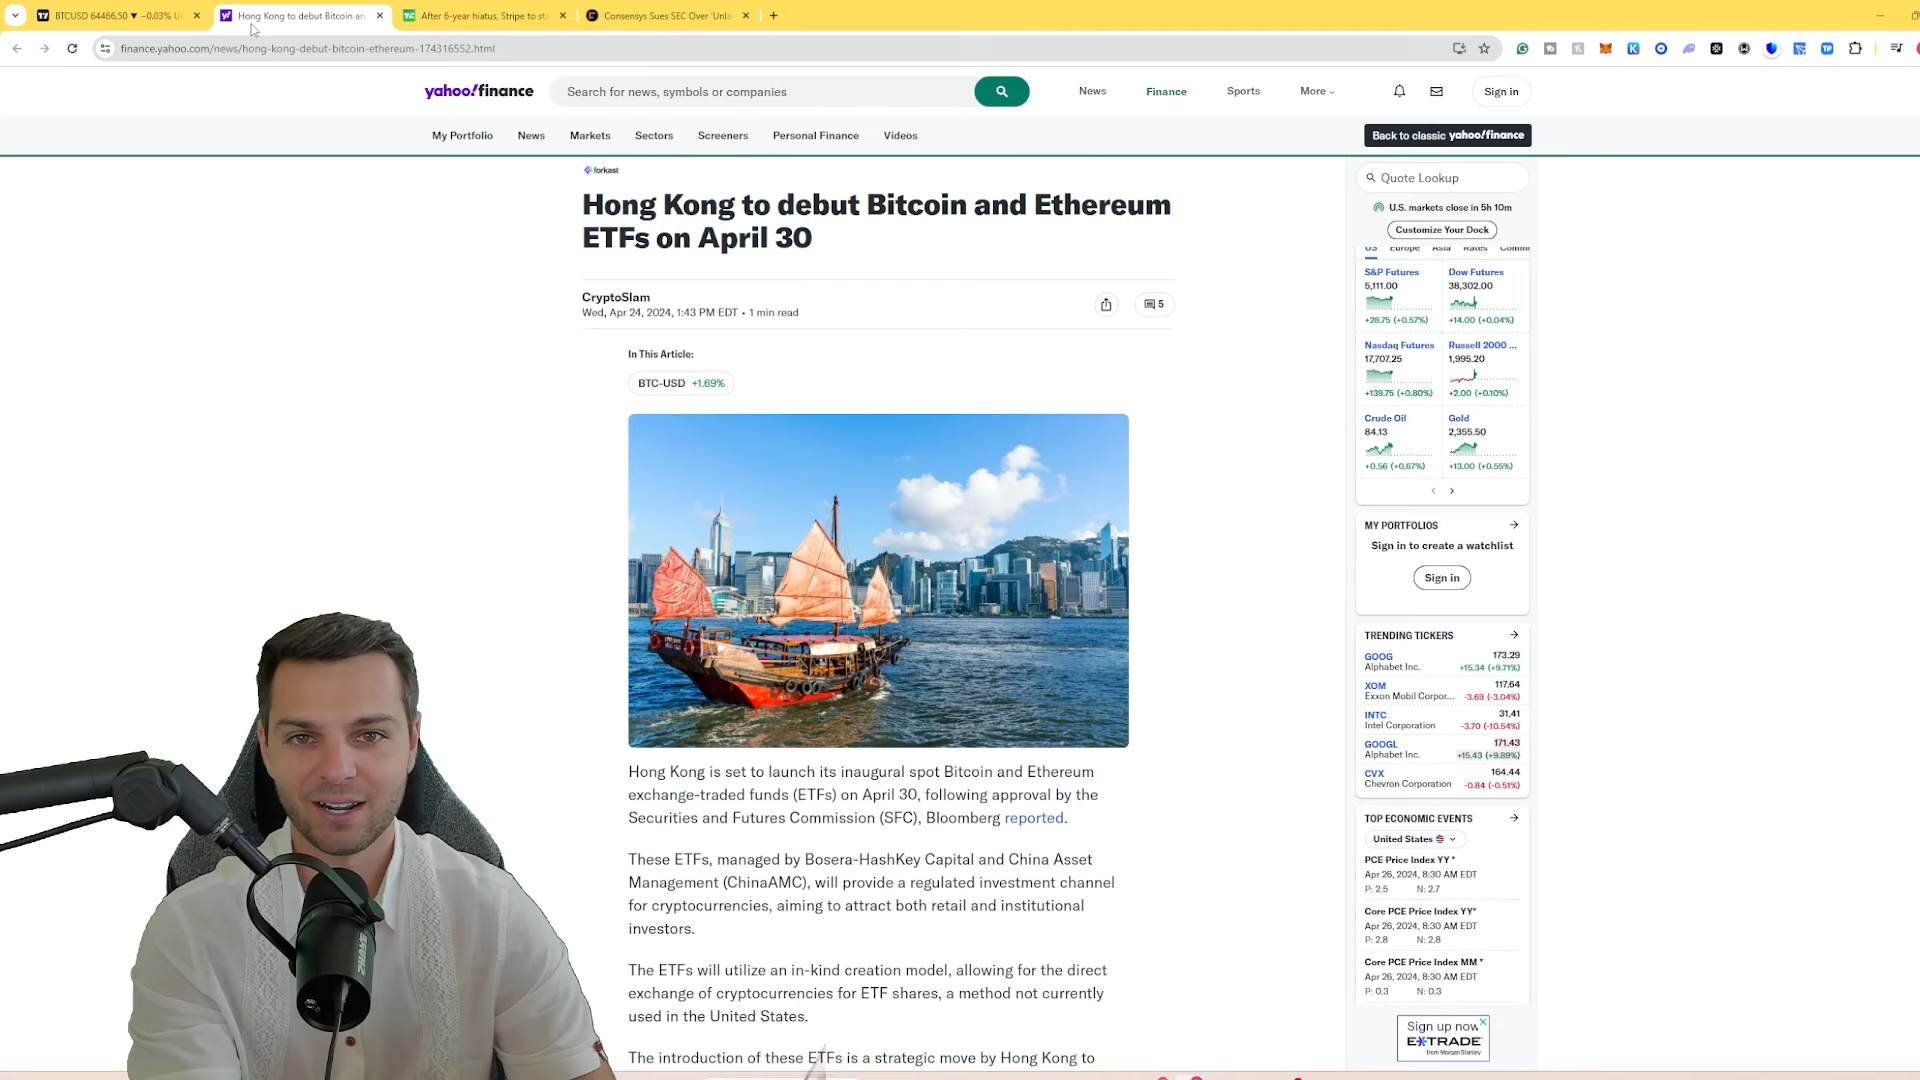 BTCUSD 64466.50 ▼ −0.03%
Hong Kong to debut Bitcoin an
After 6-year hiatus, Stripe to sta
Consensys Sues SEC Over 'Unla
finance.yahoo.com/news/hong-kong-debut-bitcoin-ethereum-174316552.html
yahoo!finance
Search for news, symbols or companies
News
Finance
Sports
More
Sign in
My Portfolio
News
Markets
Sectors
Screeners
Personal Finance
Videos
Back to classic yahoo!finance
forkast
Hong Kong to debut Bitcoin and Ethereum
ETFs on April 30
CryptoSlam
Wed, Apr 24, 2024, 1:43 PM EDT • 1 min read
5
In This Article:
BTC-USD +1.69%
Hong Kong is set to launch its inaugural spot Bitcoin and Ethereum
exchange-traded funds (ETFs) on April 30, following approval by the
Securities and Futures Commission (SFC), Bloomberg reported.
These ETFs, managed by Bosera-HashKey Capital and China Asset
Management (ChinaAMC), will provide a regulated investment channel
for cryptocurrencies, aiming to attract both retail and institutional
investors.
The ETFs will utilize an in-kind creation model, allowing for the direct
exchange of cryptocurrencies for ETF shares, a method not currently
used in the United States.
The introduction of these ETFs is a strategic move by Hong Kong to
Quote Lookup
U.S. markets close in 5h 10m
Customize Your Dock
US Europe Asia Rates Comm
S&P Futures
5,111.00
+28.75 (+0.57%)
Dow Futures
38,302.00
+14.00 (+0.04%)
Nasdaq Futures
17,707.25
+139.75 (+0.80%)
Russell 2000 ...
1,995.20
+2.00 (+0.10%)
Crude Oil
84.13
+0.56 (+0.67%)
Gold
2,355.50
+13.00 (+0.55%)
MY PORTFOLIOS
Sign in to create a watchlist
Sign in
TRENDING TICKERS
GOOG 173.29
Alphabet Inc. +15.34 (+9.71%)
XOM 117.64
Exxon Mobil Corpor... -3.69 (-3.04%)
INTC 31.41
Intel Corporation -3.70 (-10.54%)
GOOGL 171.43
Alphabet Inc. +15.43 (+9.89%)
CVX 164.44
Chevron Corporation -0.84 (-0.51%)
TOP ECONOMIC EVENTS
United States
PCE Price Index YY *
Apr 26, 2024, 8:30 AM EDT
P: 2.5 N: 2.7
Core PCE Price Index YY*
Apr 26, 2024, 8:30 AM EDT
P: 2.8 N: 2.8
Core PCE Price Index MM *
Apr 26, 2024, 8:30 AM EDT
P: 0.3 N: 0.3
Sign up now
E*TRADE
from Morgan Stanley